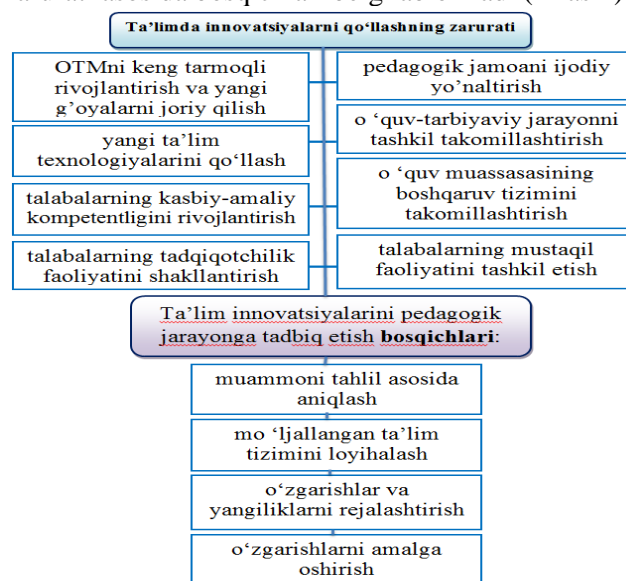 Ta’limda innovatsiyalarni qo‘llashning zarurati
OTMni keng tarmoqli
rivojlantirish va yangi
g’oyalarni joriy qilish
pedagogik jamoani ijodiy
yo’naltirish
yangi ta’lim
texnologiyalarini qo’llash
o ‘quv-tarbiyaviy jarayonni
tashkil takomillashtirish
talabalarning kasbiy-amaliy
kompetentligini rivojlantirish
o ‘quv muassasasining
boshqaruv tizimini
takomillashtirish
talabalarning tadqiqotchilik
faoliyatini shakllantirish
talabalarning mustaqil
faoliyatini tashkil etish
Ta’lim innovatsiyalarini pedagogik
jarayonga tadbiq etish bosqichlari:
muammoni tahlil asosida
aniqlash
mo ‘ljallangan ta’lim
tizimini loyihalash
o‘zgarishlar va
yangiliklarni rejalashtirish
o‘zgarishlarni amalga
oshirish